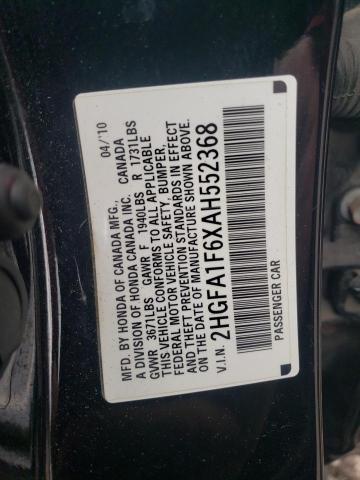 MFD. BY HONDA OF CANADA MFG., 04/'10
A DIVISION OF HONDA CANADA INC. CANADA
GVWR 3671LBS GAWR F 1940LBS R 1731LBS
THIS VEHICLE CONFORMS TO ALL APPLICABLE
FEDERAL MOTOR VEHICLE SAFETY, BUMPER,
AND THEFT PREVENTION STANDARDS IN EFFECT
ON THE DATE OF MANUFACTURE SHOWN ABOVE.
V.I.N. 2HGFA1F6XAH552368
PASSENGER CAR